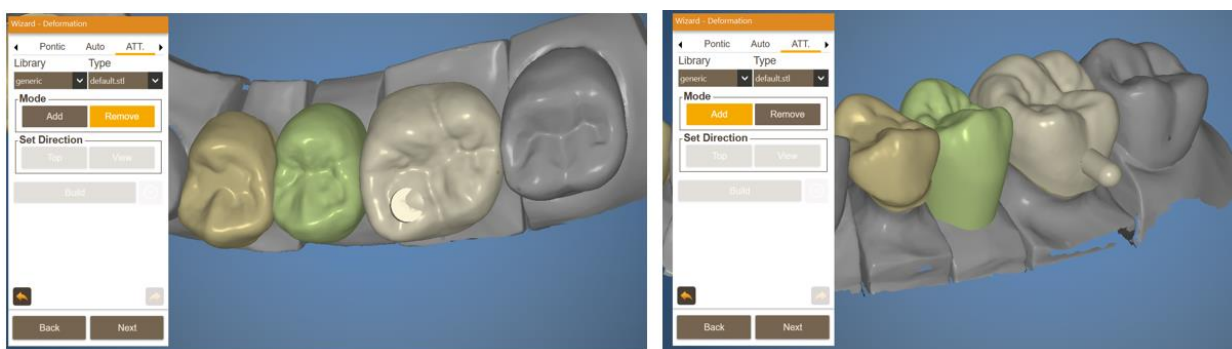 Wizard - Deformation
Pontic Auto ATT.
Library Type
generic default.stl
Mode
Add Remove
Set Direction
Top View
Build
Back Next
Wizard - Deformation
Pontic Auto ATT.
Library Type
generic default.stl
Mode
Add Remove
Set Direction
Top View
Build
Back Next